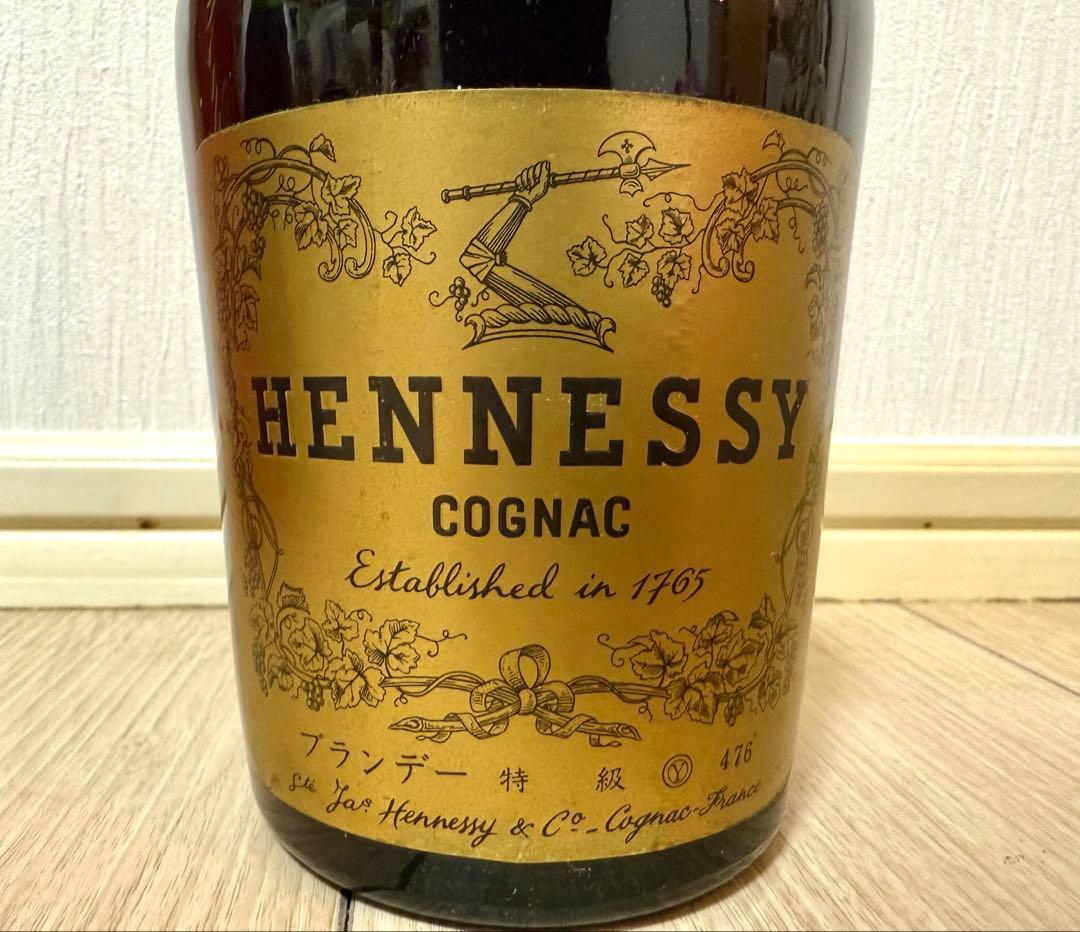 HENNESSY
COGNAC
Established in 1765
ブランデー 特 級 Ⓨ 476
Sté Jas Hennessy & Co - Cognac-France